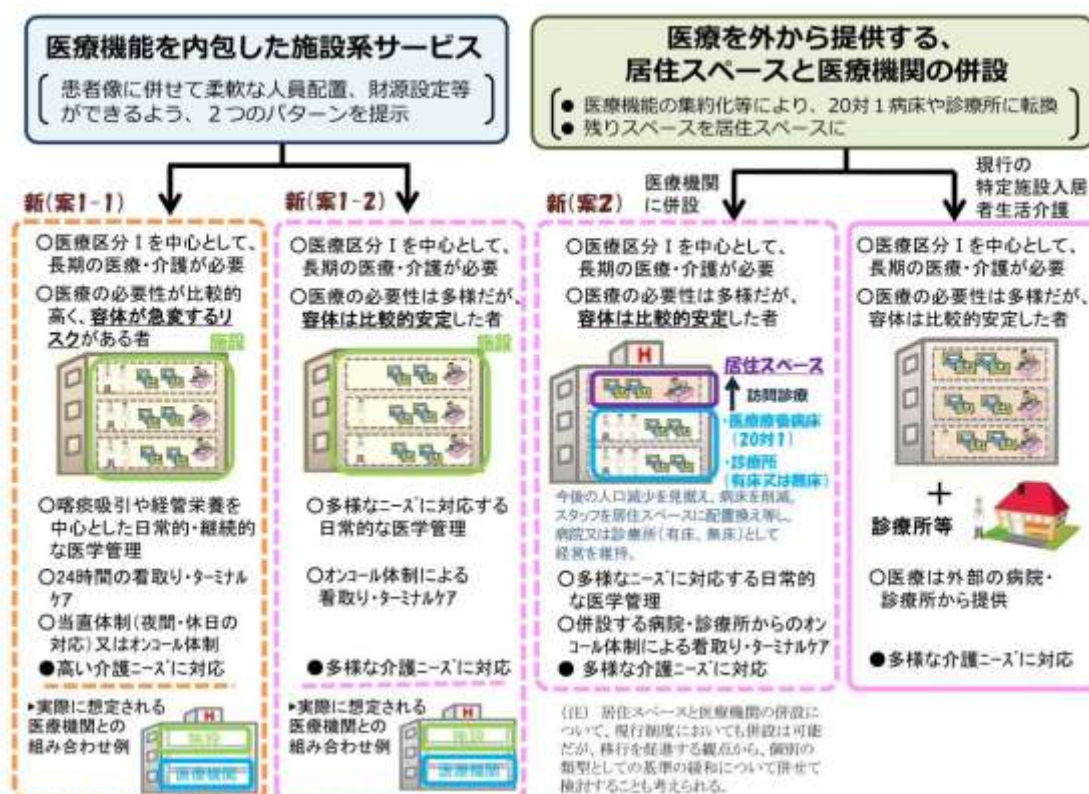 医療機能を内包した施設系サービス
患者像に併せて柔軟な人員配置、財源設定等
ができるよう、２つのパターンを提示
医療を外から提供する、
居住スペースと医療機関の併設
● 医療機能の集約化等により、20対１病床や診療所に転換
● 残りスペースを居住スペースに
新(案1-1)
○医療区分Ⅰを中心として、
長期の医療・介護が必要
○医療の必要性が比較的
高く、容体が急変するリ
スクがある者
施設
○喀痰吸引や経管栄養を
中心とした日常的・継続的
な医学管理
○24時間の看取り・ターミナル
ケア
○当直体制(夜間・休日の
対応)又はオンコール体制
●高い介護ニーズに対応
▶実際に想定される
医療機関との
組み合わせ例
H
施設
医療機関
新(案1-2)
○医療区分Ⅰを中心として、
長期の医療・介護が必要
○医療の必要性は多様だが、
容体は比較的安定した者
施設
○多様なニーズに対応する
日常的な医学管理
○オンコール体制による
看取り・ターミナルケア
●多様な介護ニーズに対応
▶実際に想定される
医療機関との
組み合わせ例
H
施設
医療機関
新(案2)
医療機関
に併設
○医療区分Ⅰを中心として、
長期の医療・介護が必要
○医療の必要性は多様だが、
容体は比較的安定した者
H
居住スペース
訪問診療
・医療療養病床
(20対1)
・診療所
(有床又は無床)
今後の人口減少を見据え、病床を削減。
スタッフを居住スペースに配置換え等し、
病院又は診療所(有床、無床)として
経営を維持。
○多様なニーズに対応する日常的
な医学管理
○併設する病院・診療所からのオン
コール体制による看取り・ターミナルケア
● 多様な介護ニーズに対応
(注) 居住スペースと医療機関の併設に
ついて、現行制度においても併設は可能
だが、移行を促進する観点から、個別の
類型としての基準の緩和について併せて
検討することも考えられる。
現行の
特定施設入居
者生活介護
○医療区分Ⅰを中心として、
長期の医療・介護が必要
○医療の必要性は多様だが、
容体は比較的安定した者
＋
診療所等
○医療は外部の病院・
診療所から提供
●多様な介護ニーズに対応